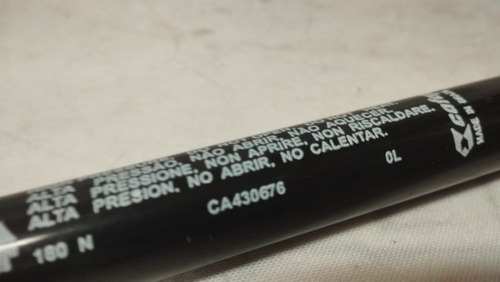 ALTA PRESSÃO, NÃO ABRIR, NÃO AQUECER.
ALTA PRESSIONE, NON APRIRE, NON RISCALDARE.
ALTA PRESION. NO ABRIR. NO CALENTAR.
180 N
CA430676
0L
MADE IN